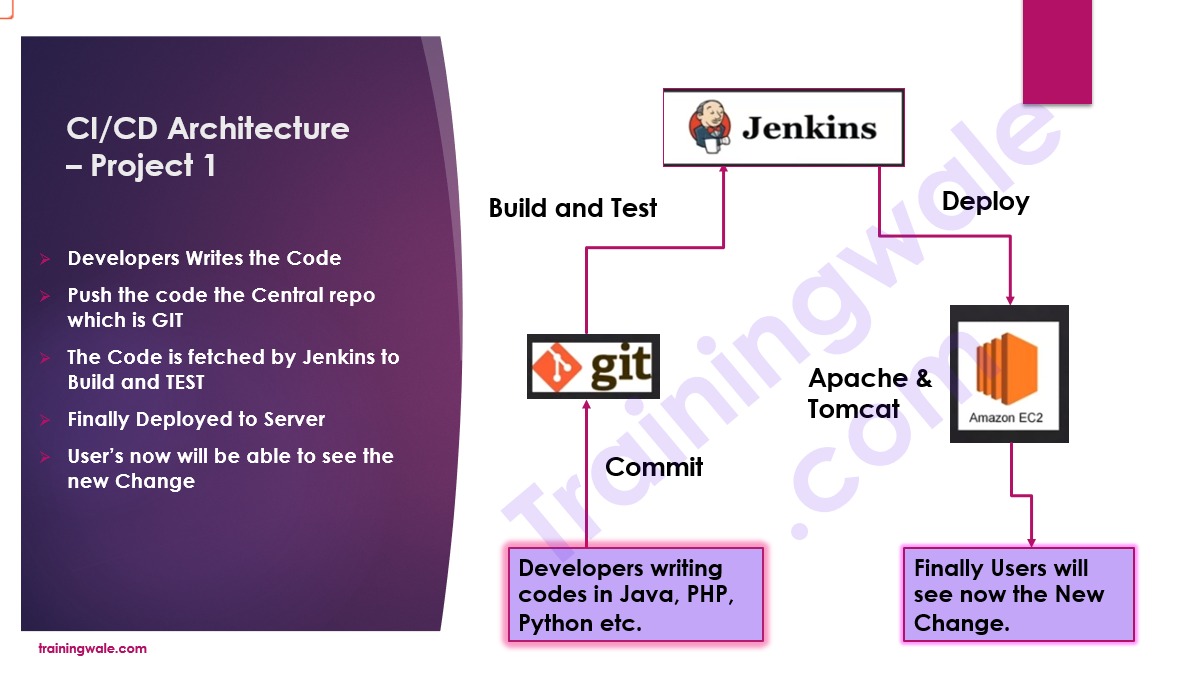 CI/CD Architecture
– Project 1
Developers Writes the Code
Push the code the Central repo
which is GIT
The Code is fetched by Jenkins to
Build and TEST
Finally Deployed to Server
User's now will be able to see the
new Change
trainingwale.com
Jenkins
Build and Test
Deploy
git
Apache &
Tomcat
Amazon EC2
Commit
Developers writing
codes in Java, PHP,
Python etc.
Finally Users will
see now the New
Change.
Trainingwale
.com